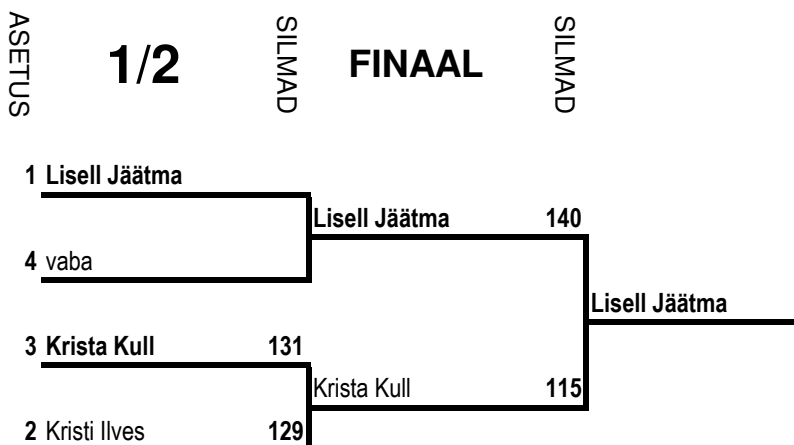 ASETUS 1/2 SILMAD FINAAL SILMAD
1 Lisell Jäätma
Lisell Jäätma 140
4 vaba
Lisell Jäätma
3 Krista Kull 131
Krista Kull 115
2 Kristi Ilves 129